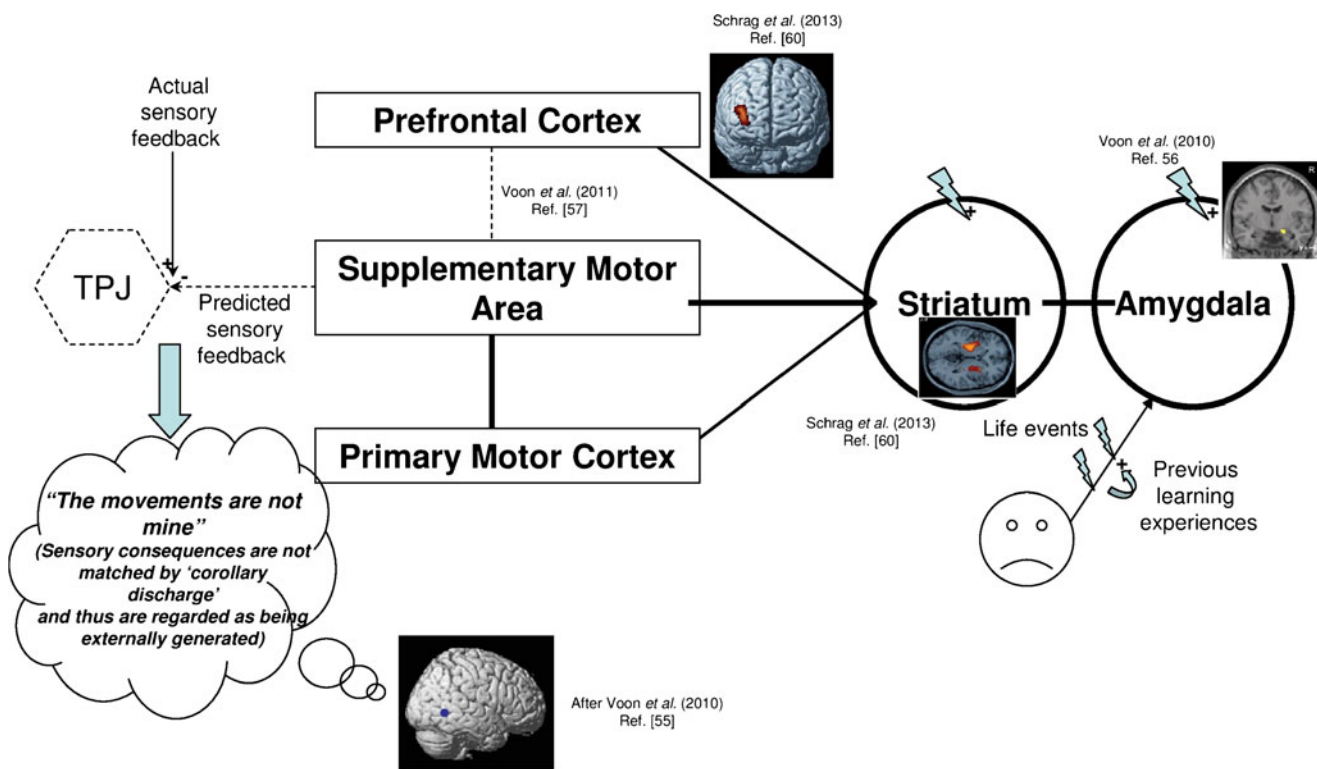 Schrag et al. (2013)
Ref. [60]
Actual
sensory
feedback
Prefrontal Cortex
Voon et al. (2010)
Ref. 56
R
Voon et al. (2011)
Ref. [57]
+
+
+
-
TPJ
Predicted
sensory
feedback
Supplementary Motor
Area
Striatum
Amygdala
Schrag et al. (2013)
Ref. [60]
Primary Motor Cortex
Life events
+
Previous
learning
experiences
“The movements are not
mine”
(Sensory consequences are not
matched by ‘corollary
discharge’
and thus are regarded as being
externally generated)
After Voon et al. (2010)
Ref. [55]